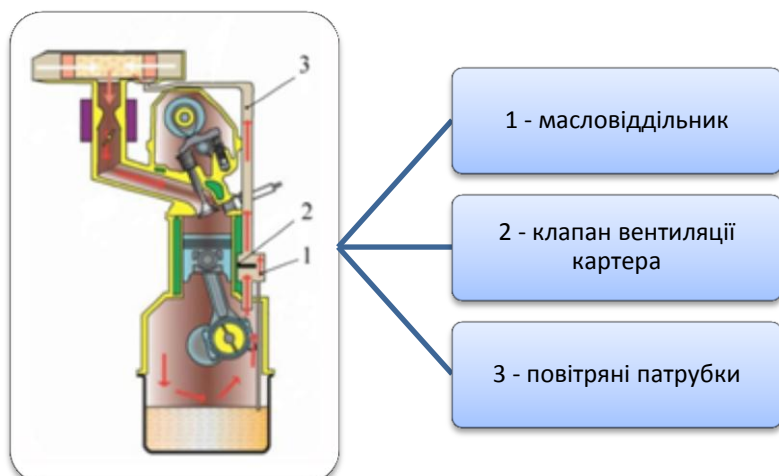 3
2
1
1 - масловіддільник
2 - клапан вентиляції
картера
3 - повітряні патрубки